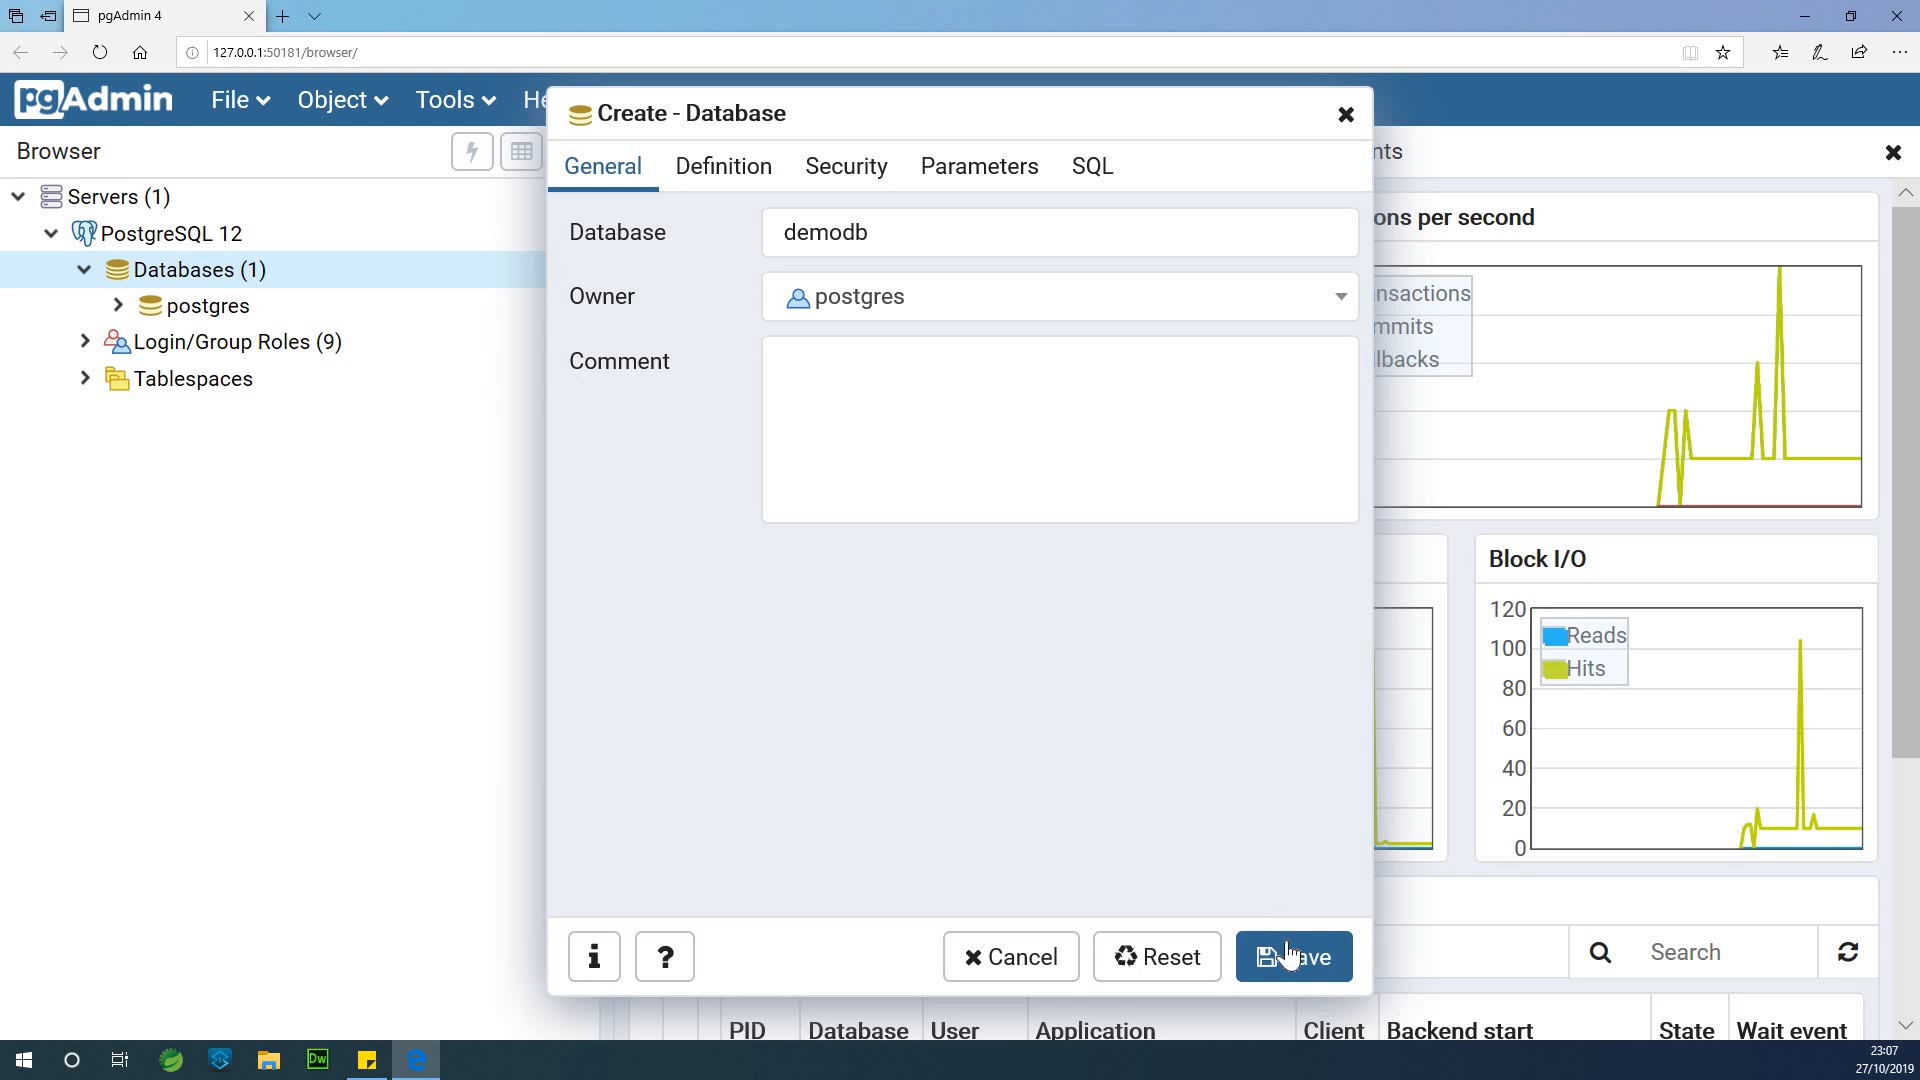 pgAdmin 4
127.0.0.1:50181/browser/
pgAdmin
File
Object
Tools
Browser
Servers (1)
PostgreSQL 12
Databases (1)
postgres
Login/Group Roles (9)
Tablespaces
Create - Database
General
Definition
Security
Parameters
SQL
Database
demodb
Owner
postgres
Comment
i
?
Cancel
Reset
ave
nts
ons per second
nsactions
mmits
lbacks
Block I/O
120
100
80
60
40
20
0
Reads
Hits
Search
PID
Database
User
Application
Client
Backend start
State
Wait event
Dw
23:07
27/10/2019